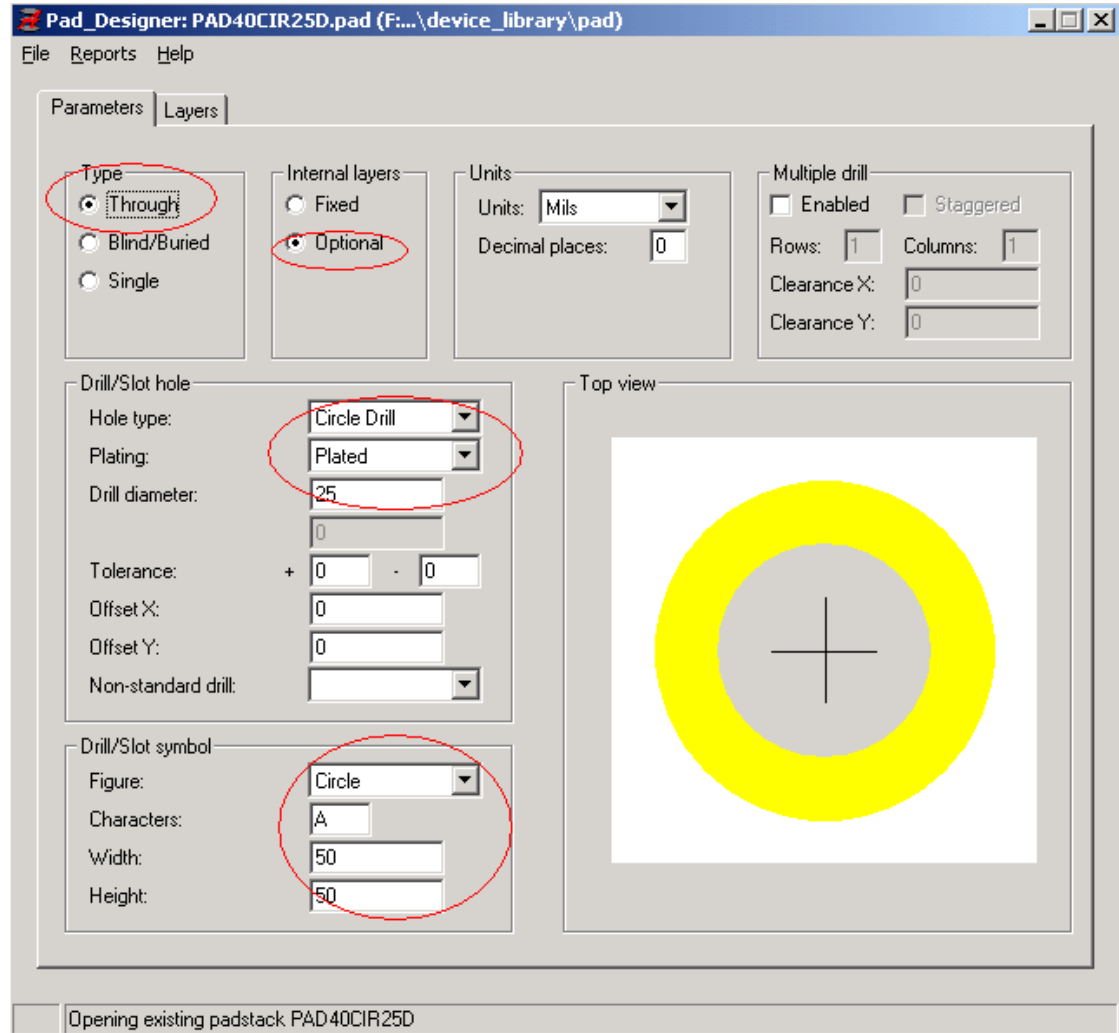 Pad_Designer: PAD40CIR25D.pad (F:...\device_library\pad)
File Reports Help
Parameters Layers
Type
Through
Blind/Buried
Single
Internal layers
Fixed
Optional
Units
Units: Mils
Decimal places: 0
Multiple drill
Enabled Staggered
Rows: 1 Columns: 1
Clearance X: 0
Clearance Y: 0
Drill/Slot hole
Hole type: Circle Drill
Plating: Plated
Drill diameter: 25
0
Tolerance: + 0 - 0
Offset X: 0
Offset Y: 0
Non-standard drill:
Drill/Slot symbol
Figure: Circle
Characters: A
Width: 50
Height: 50
Top view
Opening existing padstack PAD40CIR25D